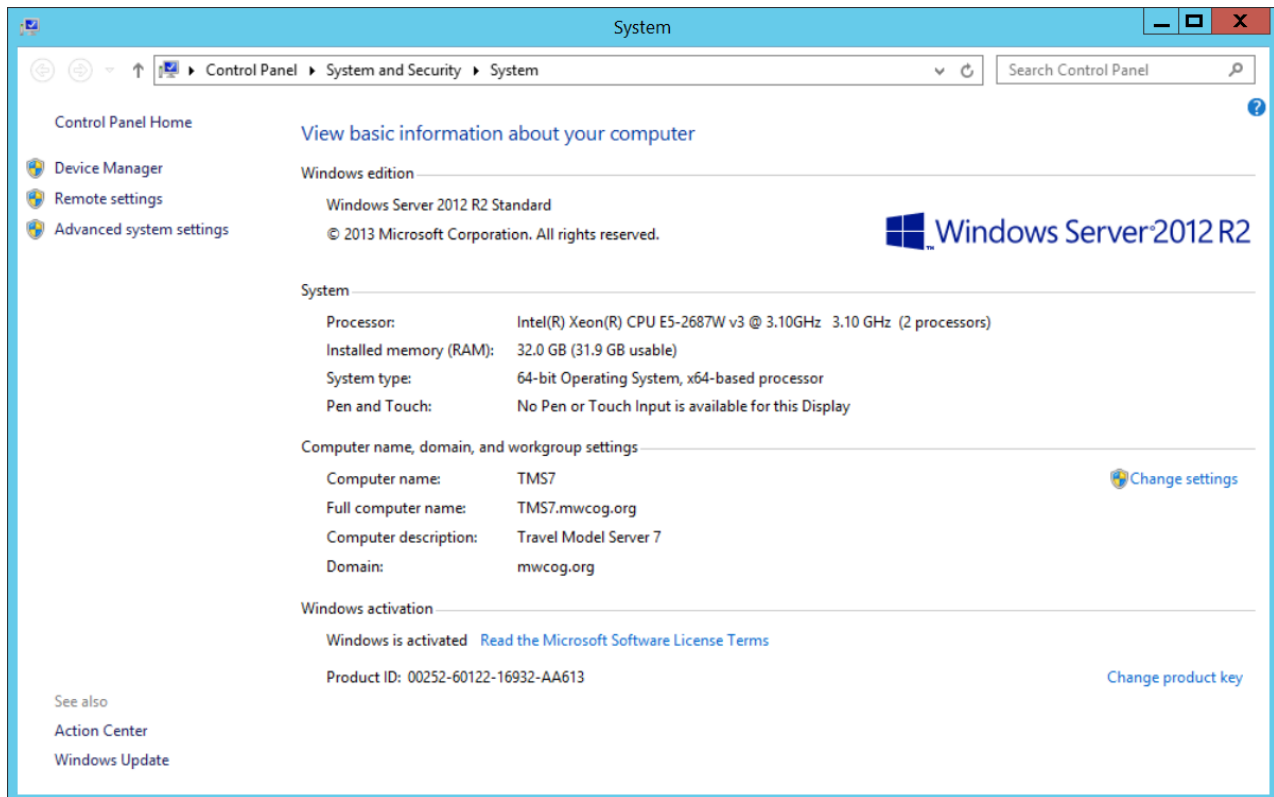 System
Control Panel System and Security System
Search Control Panel
Control Panel Home
Device Manager
Remote settings
Advanced system settings
See also
Action Center
Windows Update
View basic information about your computer
Windows edition
Windows Server 2012 R2 Standard
© 2013 Microsoft Corporation. All rights reserved.
Windows Server®2012 R2
System
Processor: Intel(R) Xeon(R) CPU E5-2687W v3 @ 3.10GHz 3.10 GHz (2 processors)
Installed memory (RAM): 32.0 GB (31.9 GB usable)
System type: 64-bit Operating System, x64-based processor
Pen and Touch: No Pen or Touch Input is available for this Display
Computer name, domain, and workgroup settings
Computer name: TMS7
Change settings
Full computer name: TMS7.mwcog.org
Computer description: Travel Model Server 7
Domain: mwcog.org
Windows activation
Windows is activated Read the Microsoft Software License Terms
Product ID: 00252-60122-16932-AA613
Change product key